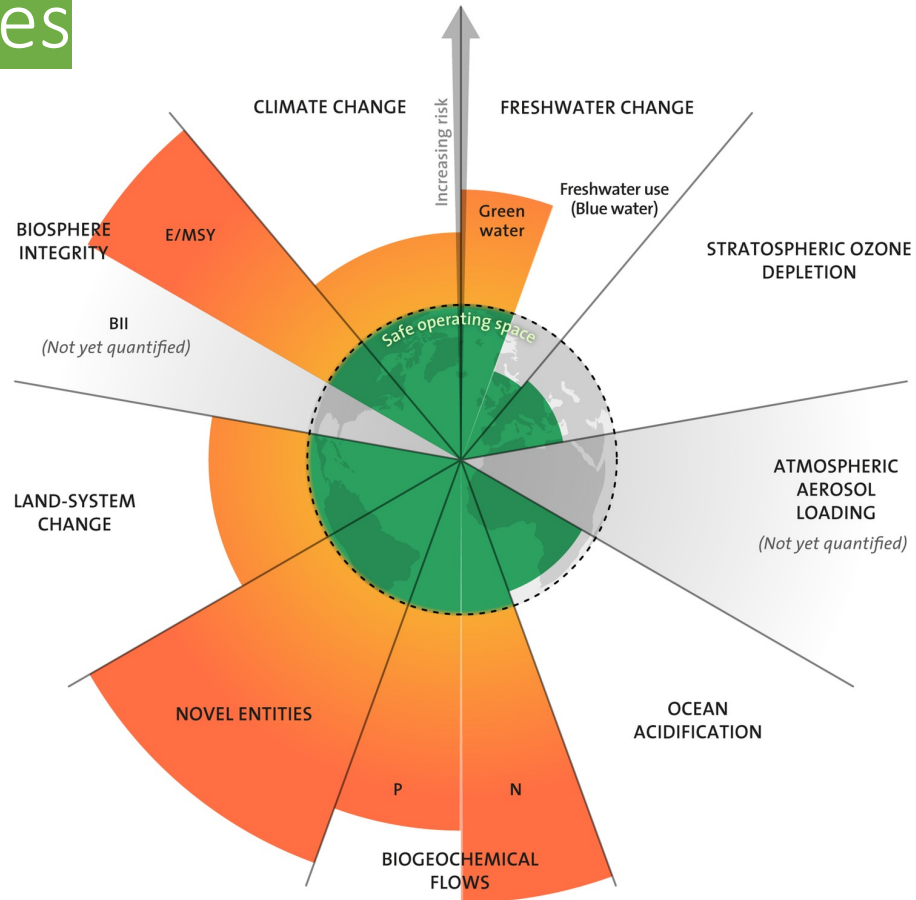 es
CLIMATE CHANGE
Increasing risk
FRESHWATER CHANGE
Green
water
Freshwater use
(Blue water)
STRATOSPHERIC OZONE
DEPLETION
BIOSPHERE
INTEGRITY
E/MSY
BII
(Not yet quantified)
Safe operating space
ATMOSPHERIC
AEROSOL
LOADING
(Not yet quantified)
LAND-SYSTEM
CHANGE
NOVEL ENTITIES
OCEAN
ACIDIFICATION
P
N
BIOGEOCHEMICAL
FLOWS